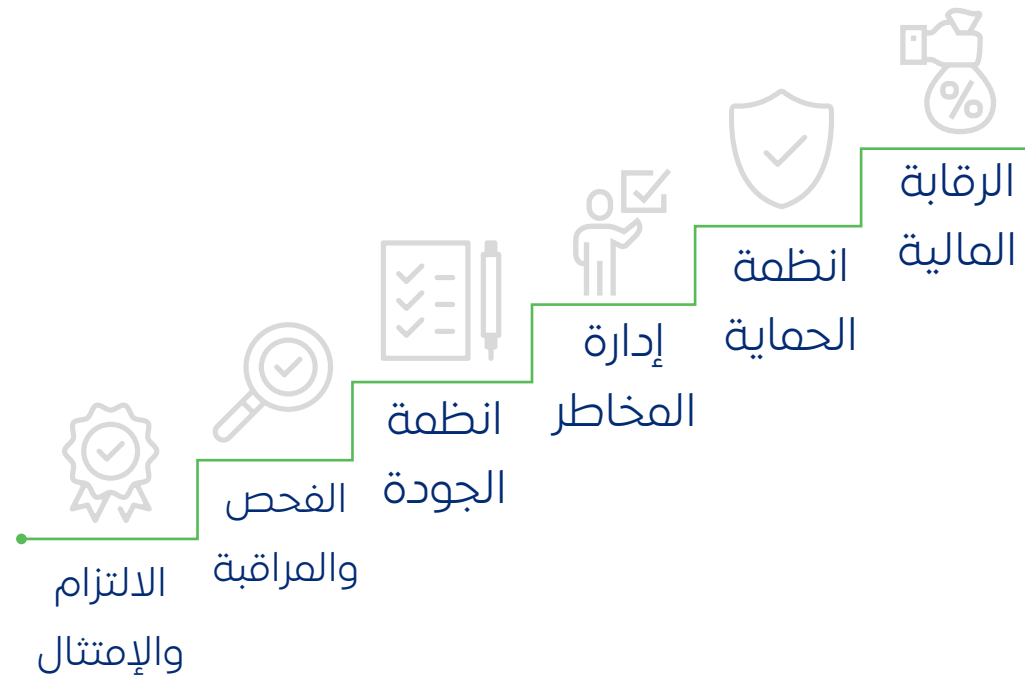 الرقابة
المالية
انظمة
الحماية
إدارة
المخاطر
انظمة
الجودة
الفحص
والمراقبة
الالتزام
والإمتثال